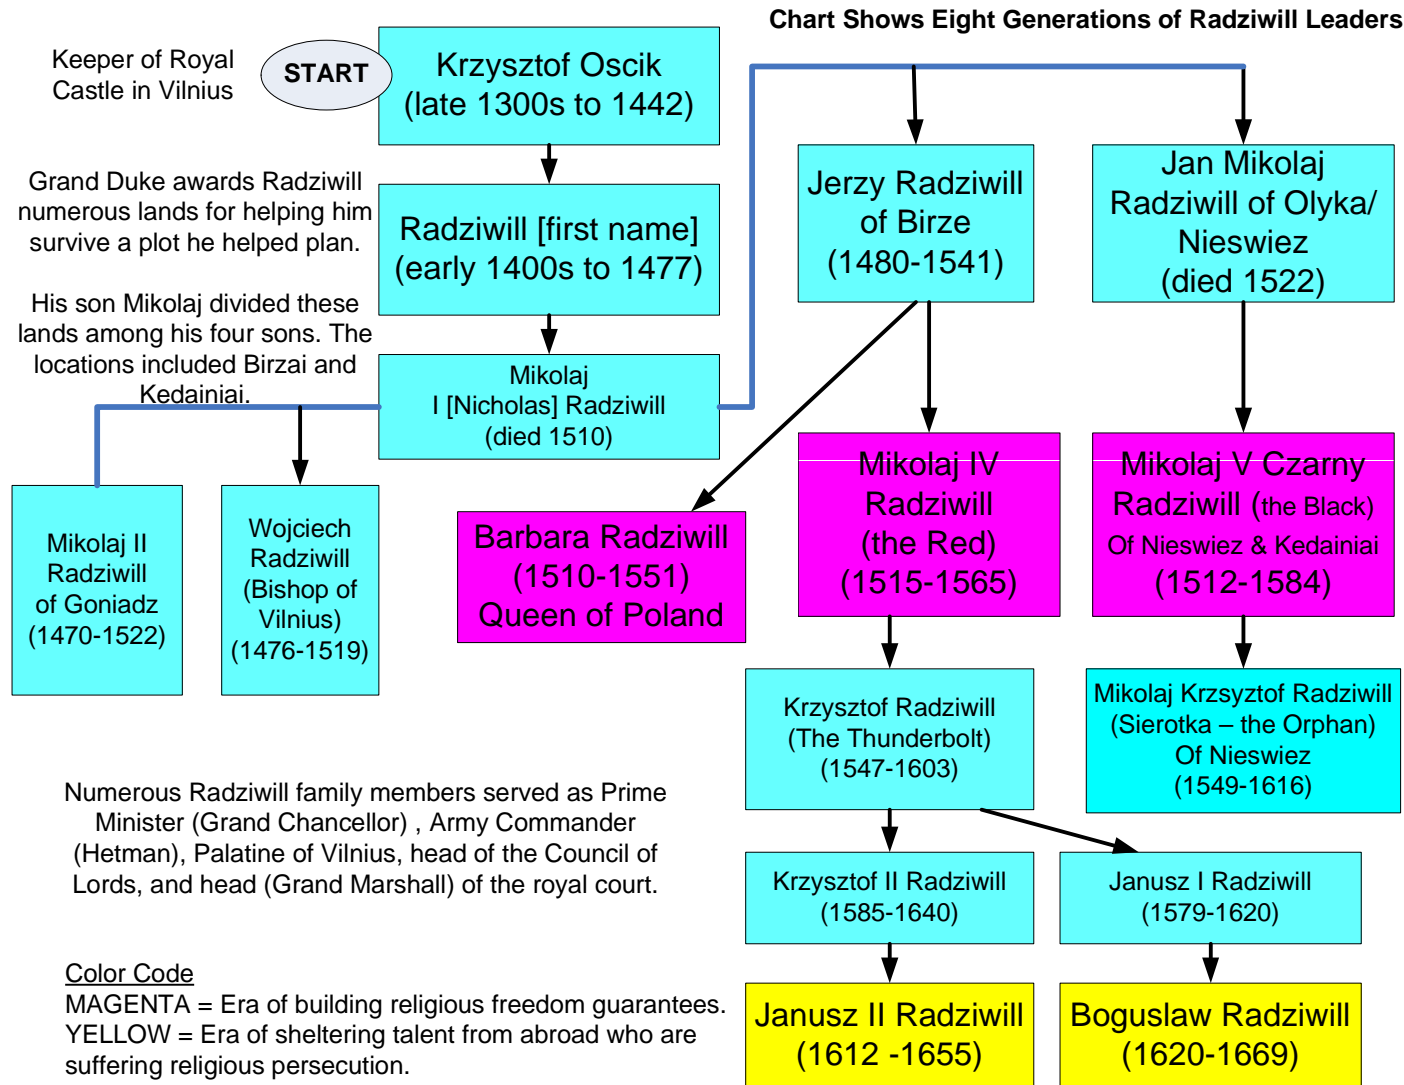 Chart Shows Eight Generations of Radziwill Leaders
Keeper of Royal
Castle in Vilnius
START
Krzysztof Oscik
(late 1300s to 1442)
Grand Duke awards Radziwill
numerous lands for helping him
survive a plot he helped plan.
Radziwill [first name]
(early 1400s to 1477)
Jerzy Radziwill
of Birze
(1480-1541)
Jan Mikolaj
Radziwill of Olyka/
Nieswiez
(died 1522)
His son Mikolaj divided these
lands among his four sons. The
locations included Birzai and
Kedainiai.
Mikolaj
I [Nicholas] Radziwill
(died 1510)
Mikolaj II
Radziwill
of Goniadz
(1470-1522)
Wojciech
Radziwill
(Bishop of
Vilnius)
(1476-1519)
Barbara Radziwill
(1510-1551)
Queen of Poland
Mikolaj IV
Radziwill
(the Red)
(1515-1565)
Mikolaj V Czarny
Radziwill (the Black)
Of Nieswiez & Kedainiai
(1512-1584)
Krzysztof Radziwill
(The Thunderbolt)
(1547-1603)
Mikolaj Krzsyztof Radziwill
(Sierotka – the Orphan)
Of Nieswiez
(1549-1616)
Numerous Radziwill family members served as Prime
Minister (Grand Chancellor) , Army Commander
(Hetman), Palatine of Vilnius, head of the Council of
Lords, and head (Grand Marshall) of the royal court.
Krzysztof II Radziwill
(1585-1640)
Janusz I Radziwill
(1579-1620)
Color Code
MAGENTA = Era of building religious freedom guarantees.
YELLOW = Era of sheltering talent from abroad who are
suffering religious persecution.
Janusz II Radziwill
(1612 -1655)
Boguslaw Radziwill
(1620-1669)